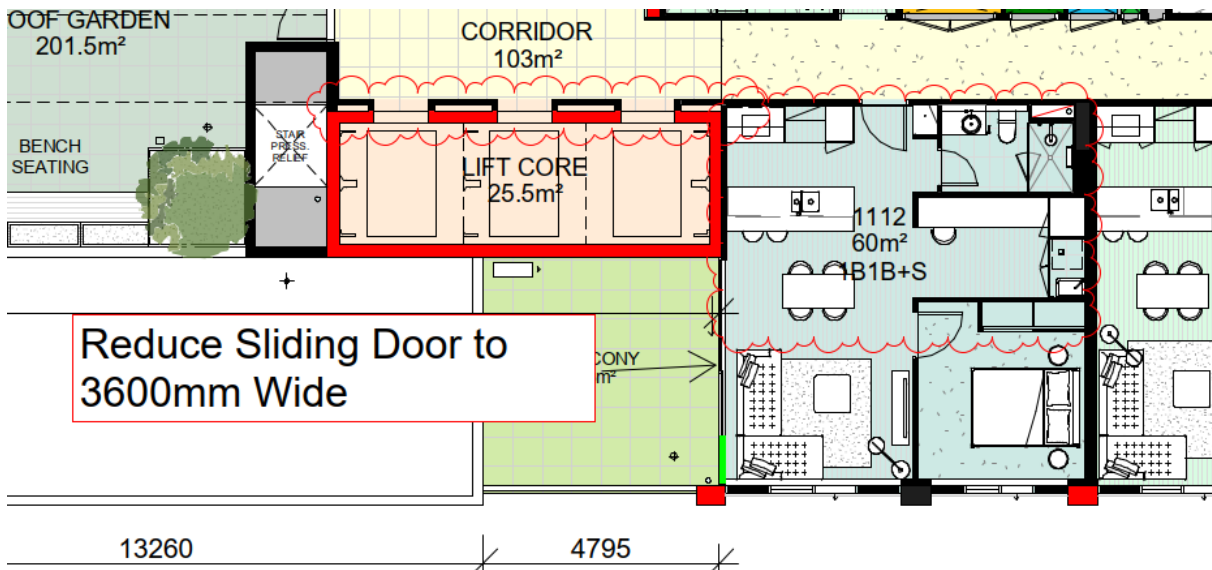 OOF GARDEN
201.5m²
CORRIDOR
103m²
STAIR
PRESS.
RELIEF
BENCH
SEATING
LIFT CORE
25.5m²
1112
60m²
1B1B+S
Reduce Sliding Door to
3600mm Wide
CONY
m²
13260
4795